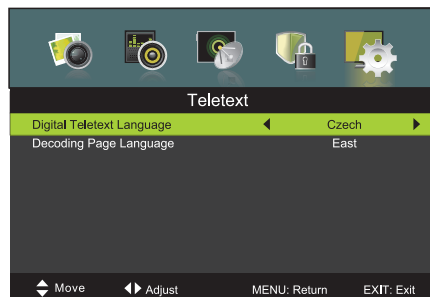 Teletext
Digital Teletext Language Czech
Decoding Page Language East
Move Adjust MENU: Return EXIT: Exit